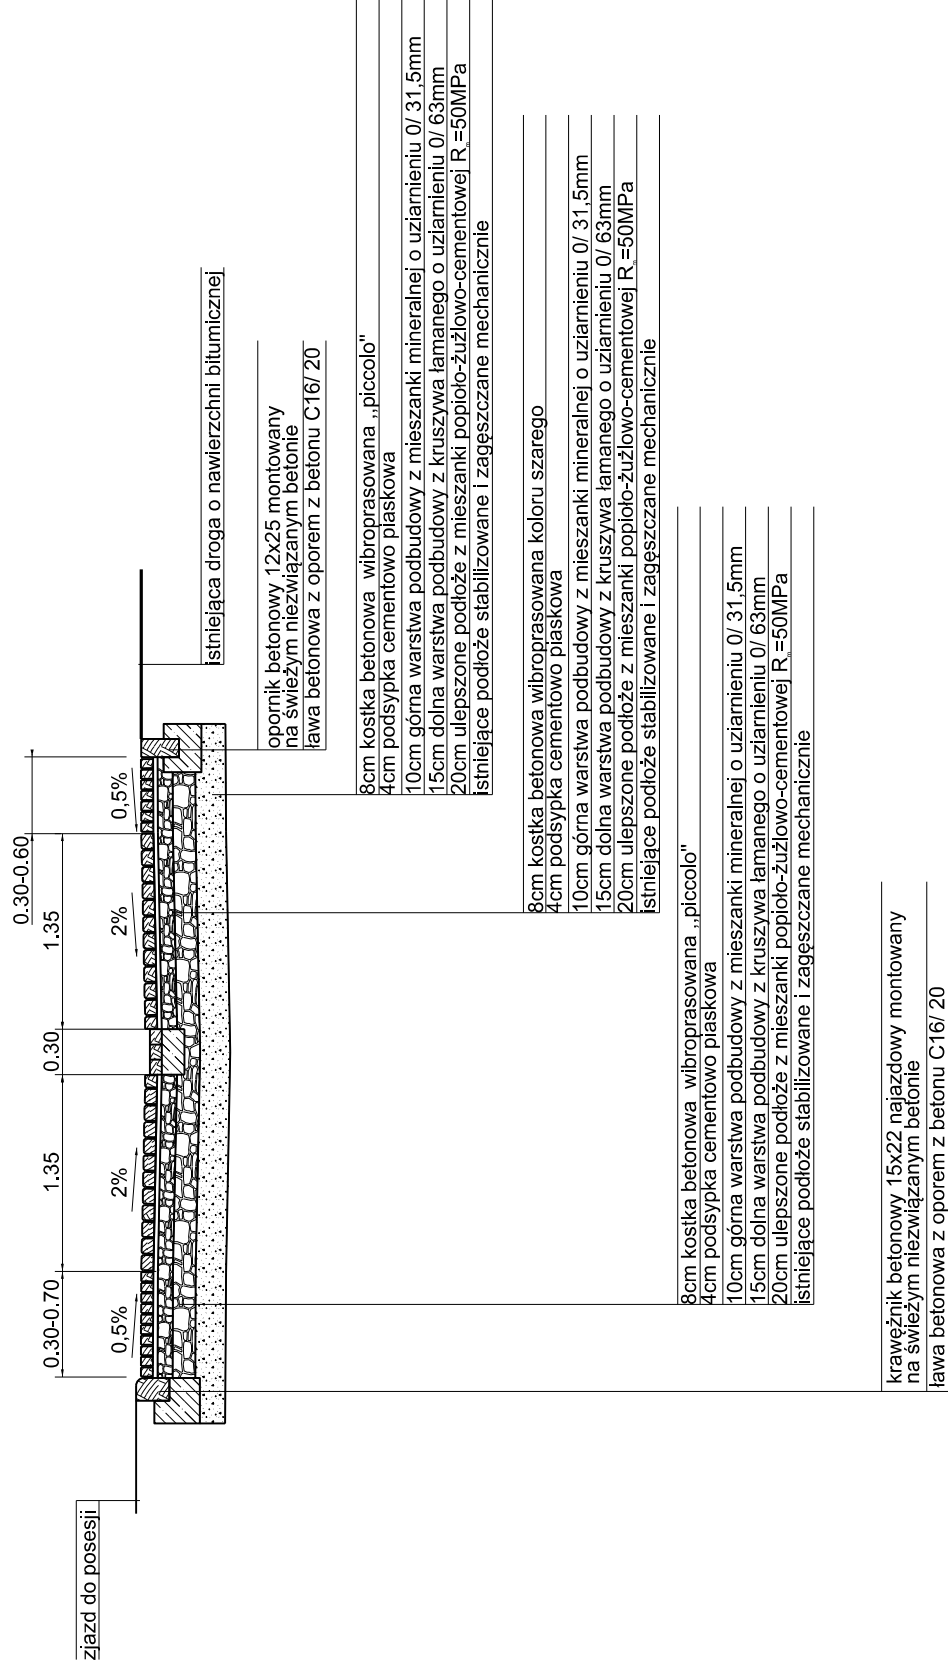 zjazd do posesji
0.30-0.70
1.35
0.30
1.35
0.30-0.60
0,5%
2%
2%
0,5%
istniejąca droga o nawierzchni bitumicznej
opornik betonowy 12x25 montowany
na świeżym niezwiązanym betonie
ława betonowa z oporem z betonu C16/ 20
8cm kostka betonowa wibroprasowana ,,piccolo"
4cm podsypka cementowo piaskowa
10cm górna warstwa podbudowy z mieszanki mineralnej o uziarnieniu 0/ 31,5mm
15cm dolna warstwa podbudowy z kruszywa łamanego o uziarnieniu 0/ 63mm
20cm ulepszone podłoże z mieszanki popioło-żużlowo-cementowej R =50MPa
istniejące podłoże stabilizowane i zagęszczane mechanicznie
8cm kostka betonowa wibroprasowana koloru szarego
4cm podsypka cementowo piaskowa
10cm górna warstwa podbudowy z mieszanki mineralnej o uziarnieniu 0/ 31,5mm
15cm dolna warstwa podbudowy z kruszywa łamanego o uziarnieniu 0/ 63mm
20cm ulepszone podłoże z mieszanki popioło-żużlowo-cementowej R =50MPa
istniejące podłoże stabilizowane i zagęszczane mechanicznie
8cm kostka betonowa wibroprasowana ,,piccolo"
4cm podsypka cementowo piaskowa
10cm górna warstwa podbudowy z mieszanki mineralnej o uziarnieniu 0/ 31,5mm
15cm dolna warstwa podbudowy z kruszywa łamanego o uziarnieniu 0/ 63mm
20cm ulepszone podłoże z mieszanki popioło-żużlowo-cementowej R =50MPa
istniejące podłoże stabilizowane i zagęszczane mechanicznie
krawężnik betonowy 15x22 najazdowy montowany
na świeżym niezwiązanym betonie
ława betonowa z oporem z betonu C16/ 20